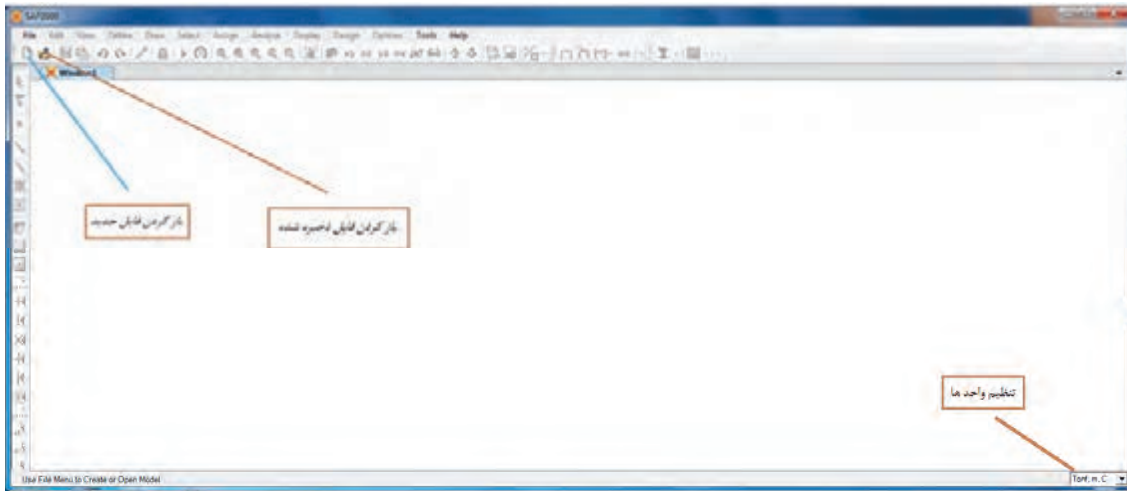 SAP2000
File Edit View Define Draw Select Assign Analyze Display Design Options Tools Help
Window1
باز کردن فایل جدید
باز کردن فایل ذخیره شده
تنظیم واحد ها
Use File Menu to Create or Open Model
Tonf, m, C